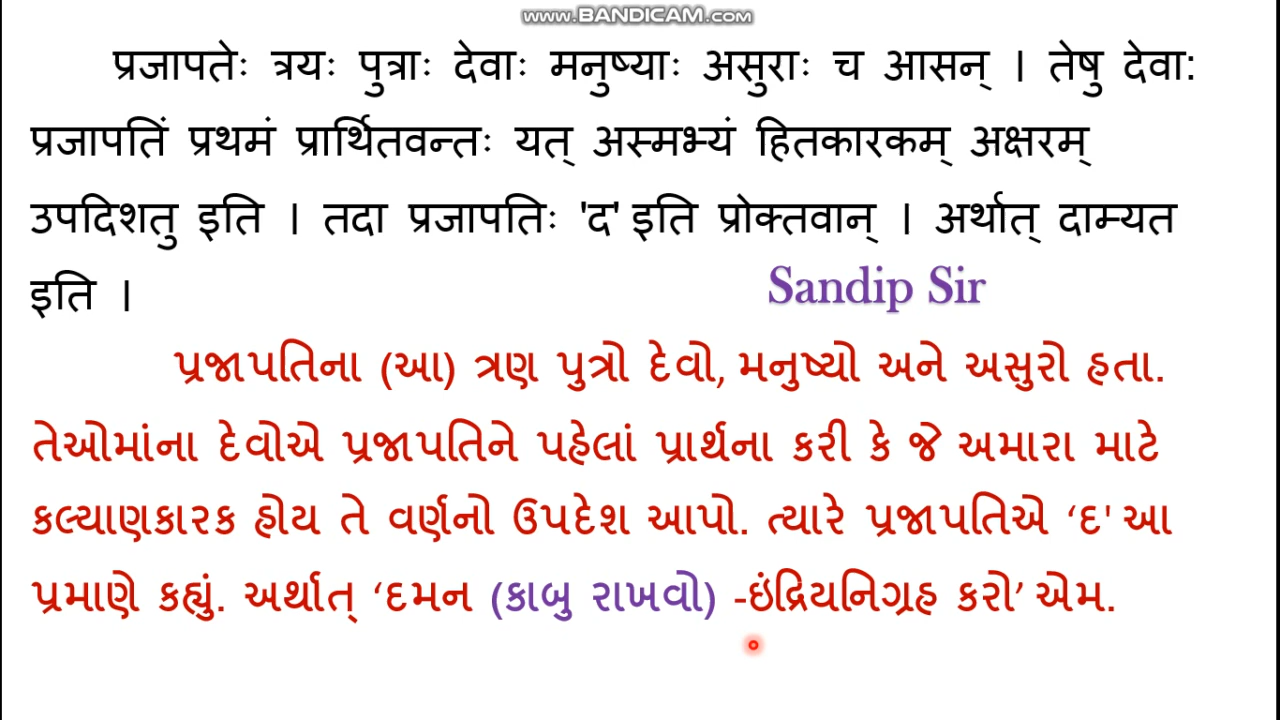 www.BANDICAM.com
प्रजापतेः त्रयः पुत्राः देवाः मनुष्याः असुराः च आसन् । तेषु देवा:
प्रजापतिं प्रथमं प्रार्थितवन्तः यत् अस्मभ्यं हितकारकम् अक्षरम्
उपदिशतु इति । तदा प्रजापतिः 'द' इति प्रोक्तवान् । अर्थात् दाम्यत
इति ।
Sandip Sir
પ્રજાપતિના (આ) ત્રણ પુત્રો દેવો, મનુષ્યો અને અસુરો હતા.
તેઓમાંના દેવોએ પ્રજાપતિને પહેલાં પ્રાર્થના કરી કે જે અમારા માટે
કલ્યાણકારક હોય તે વર્ણનો ઉપદેશ આપો. ત્યારે પ્રજાપતિએ ‘દ' આ
પ્રમાણે કહ્યું. અર્થાત્ ‘દમન (કાબુ રાખવો) -ઇંદ્રિયનિગ્રહ કરો’ એમ.